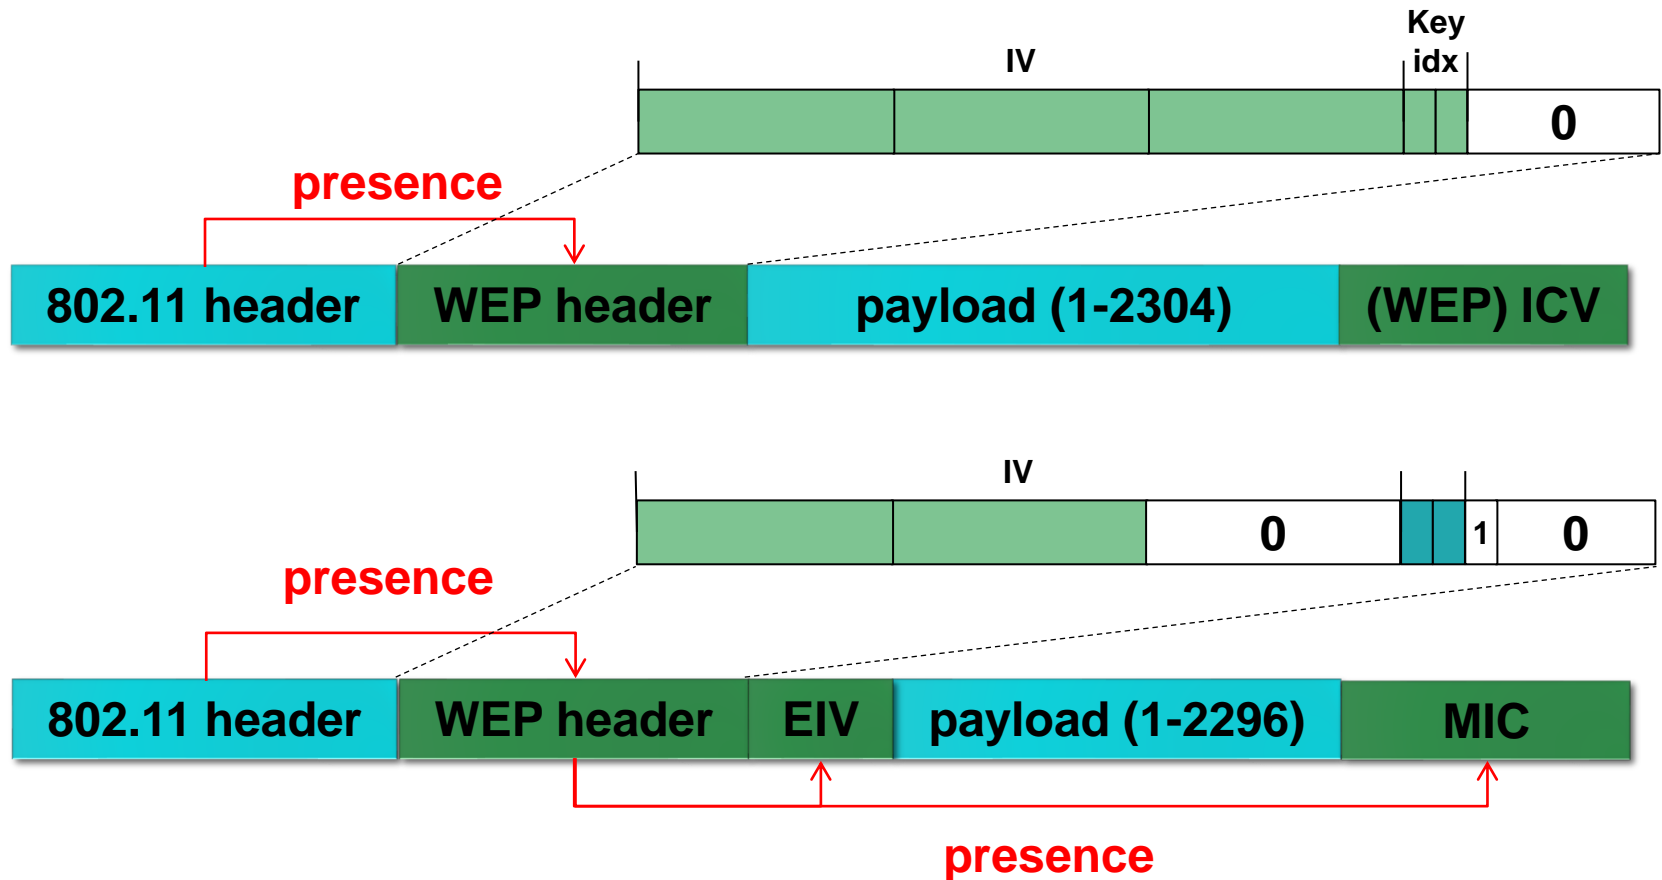 Key
IV idx
0
presence
802.11 header WEP header payload (1-2304) (WEP) ICV
IV
0 1 0
presence
802.11 header WEP header EIV payload (1-2296) MIC
presence